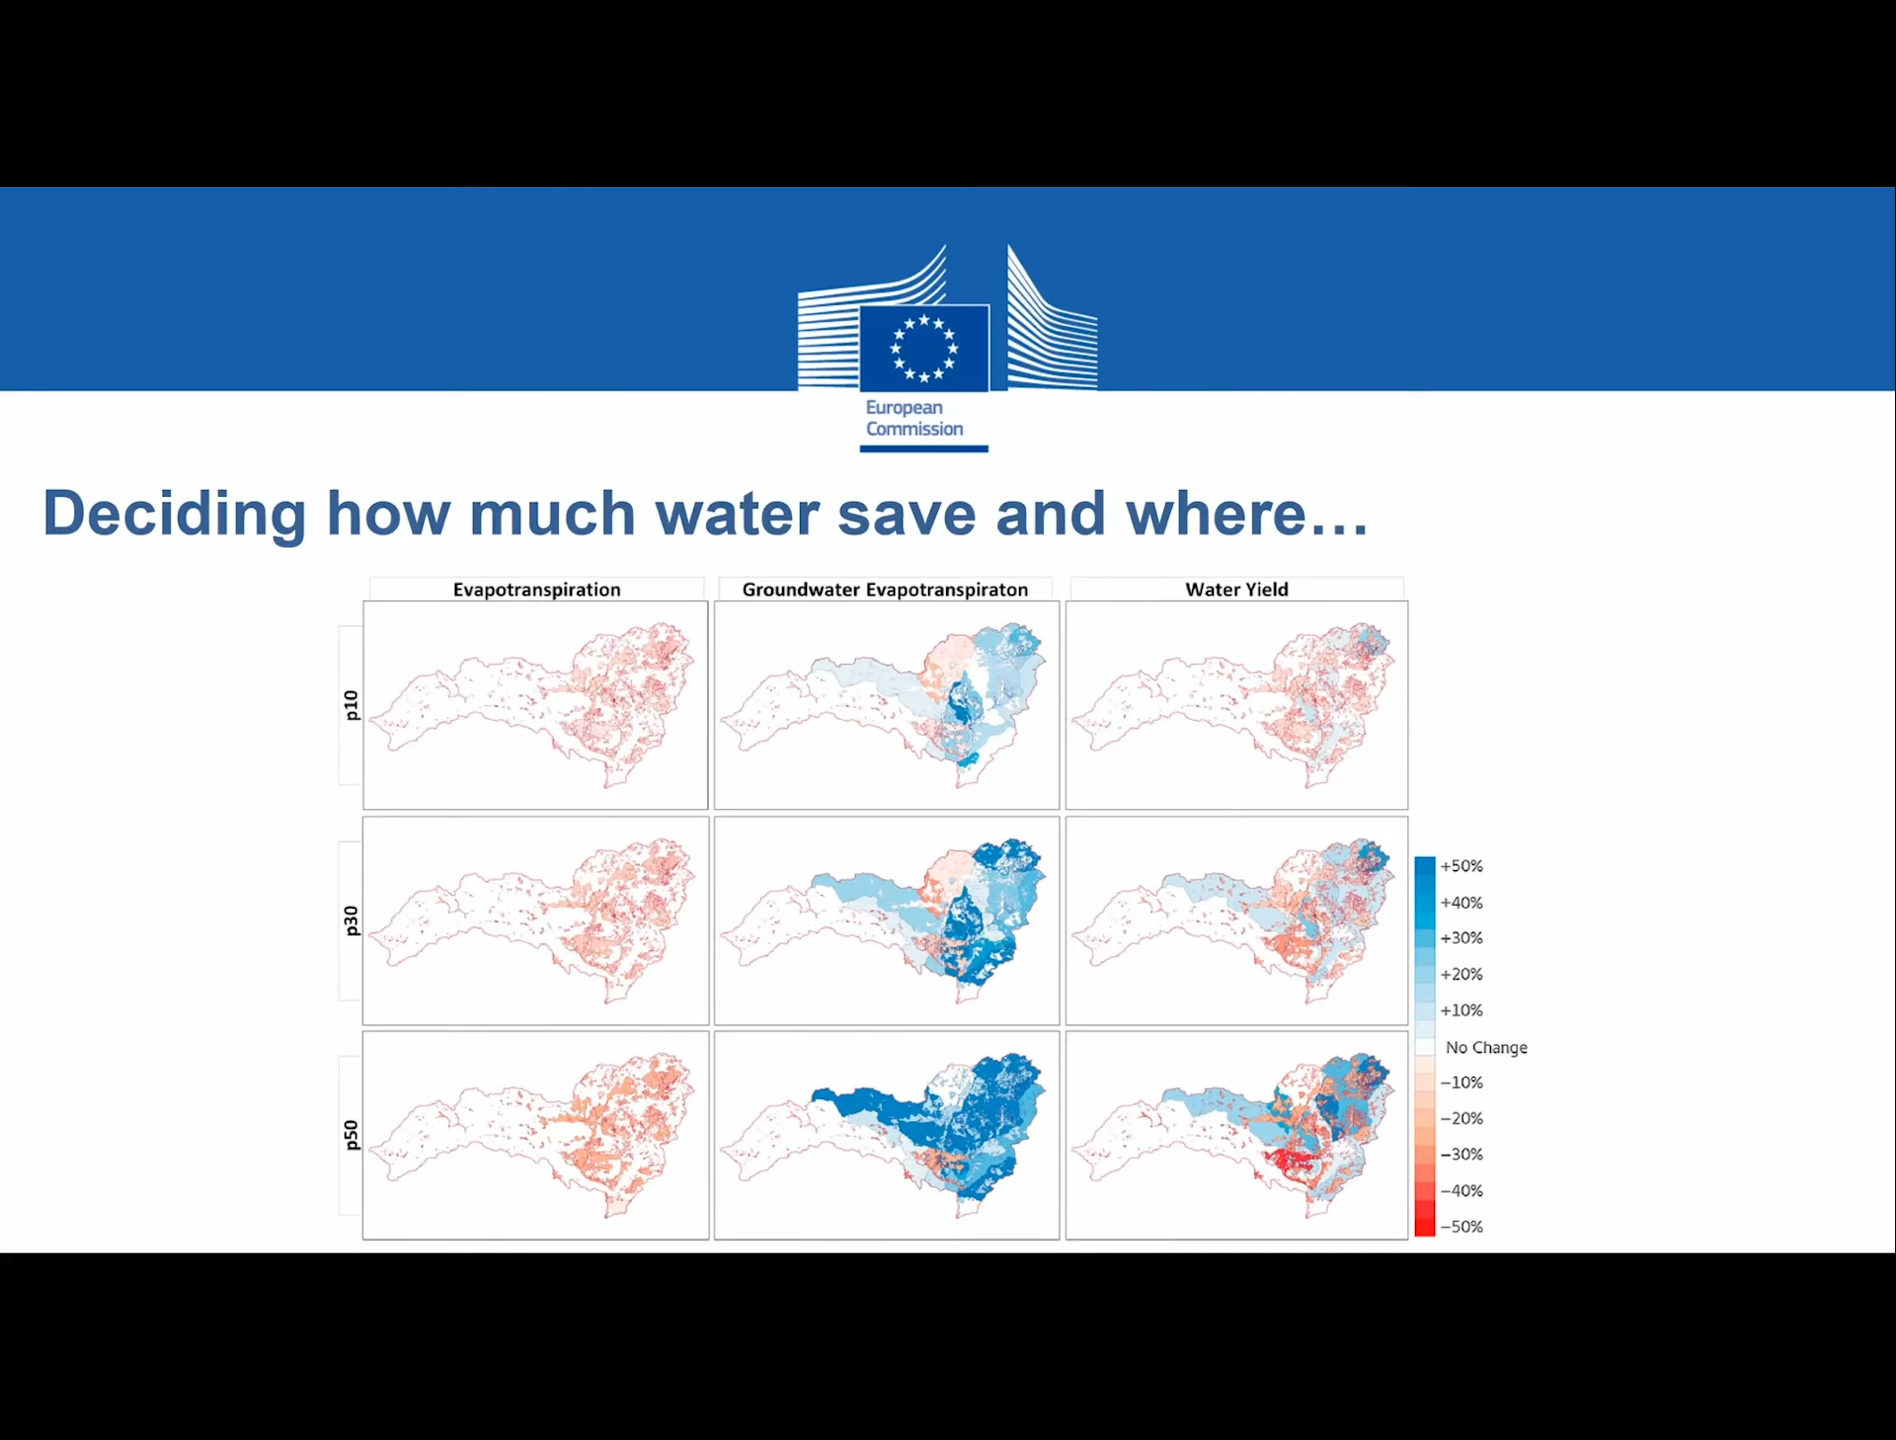 European
Commission
Deciding how much water save and where…
Evapotranspiration
Groundwater Evapotranspiraton
Water Yield
p10
p30
p50
+50%
+40%
+30%
+20%
+10%
No Change
−10%
−20%
−30%
−40%
−50%